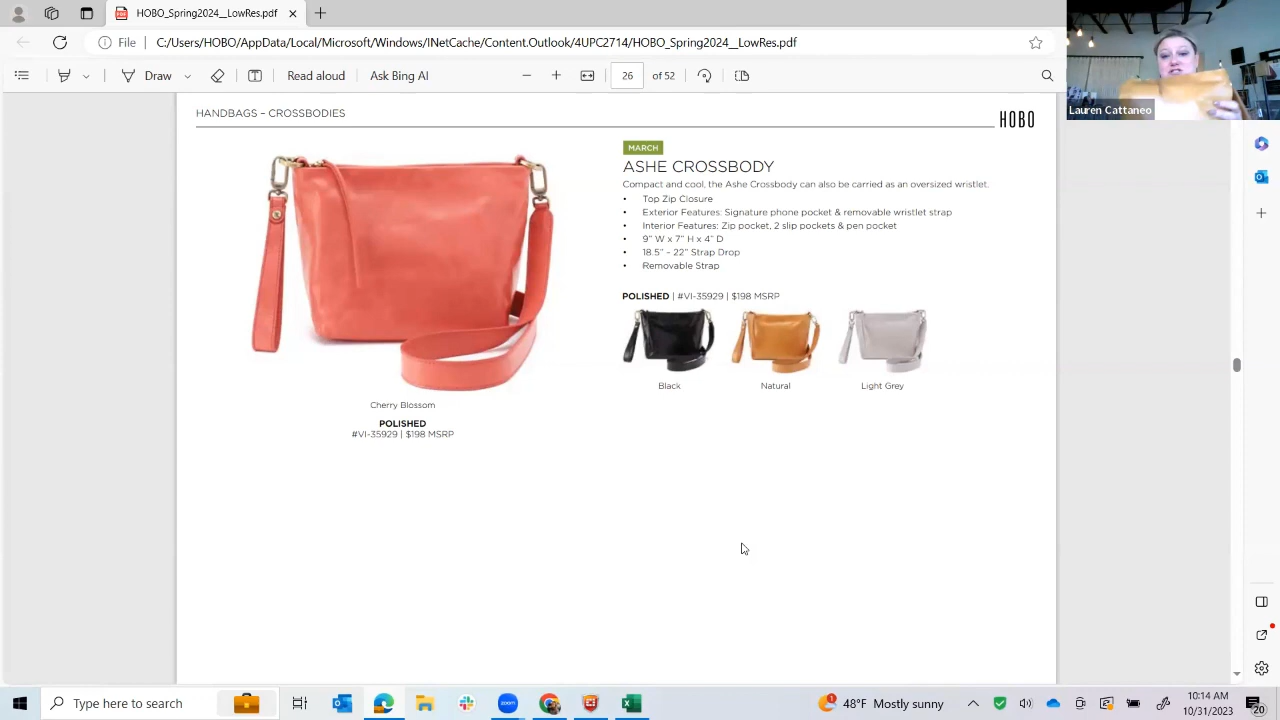 HOBO_Spring2024__LowRes.pdf
File
C:/Users/HOBO/AppData/Local/Microsoft/Windows/INetCache/Content.Outlook/4UPC2714/HOBO_Spring2024__LowRes.pdf
Draw
Read aloud
Ask Bing AI
26
of 52
Lauren Cattaneo
HANDBAGS – CROSSBODIES
HOBO
MARCH
ASHE CROSSBODY
Compact and cool, the Ashe Crossbody can also be carried as an oversized wristlet.
• Top Zip Closure
• Exterior Features: Signature phone pocket & removable wristlet strap
• Interior Features: Zip pocket, 2 slip pockets & pen pocket
• 9" W x 7" H x 4" D
• 18.5" – 22" Strap Drop
• Removable Strap
POLISHED | #VI-35929 | $198 MSRP
Black
Natural
Light Grey
Cherry Blossom
POLISHED
#VI-35929 | $198 MSRP
Type here to search
zoom
1
48°F Mostly sunny
10:14 AM
10/31/2023
20